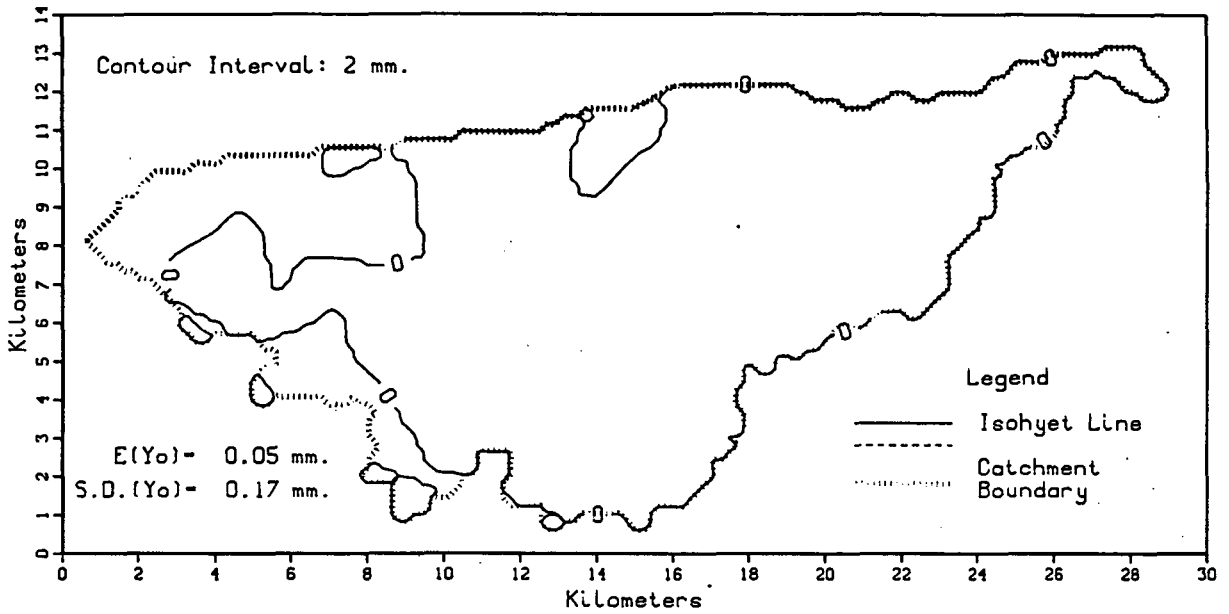 Contour Interval: 2 mm.
E(Yo)- 0.05 mm.
S.D.(Yo)- 0.17 mm.
Legend
Isohyet Line
Catchment
Boundary
0
0
0
0
0
0
0
0
Kilometers
14
13
12
11
10
9
8
7
6
5
4
3
2
1
0
0 2 4 6 8 10 12 14 16 18 20 22 24 26 28 30
Kilometers